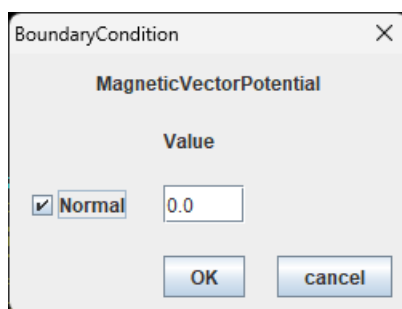 BoundaryCondition
MagneticVectorPotential
Value
Normal 0.0
OK cancel